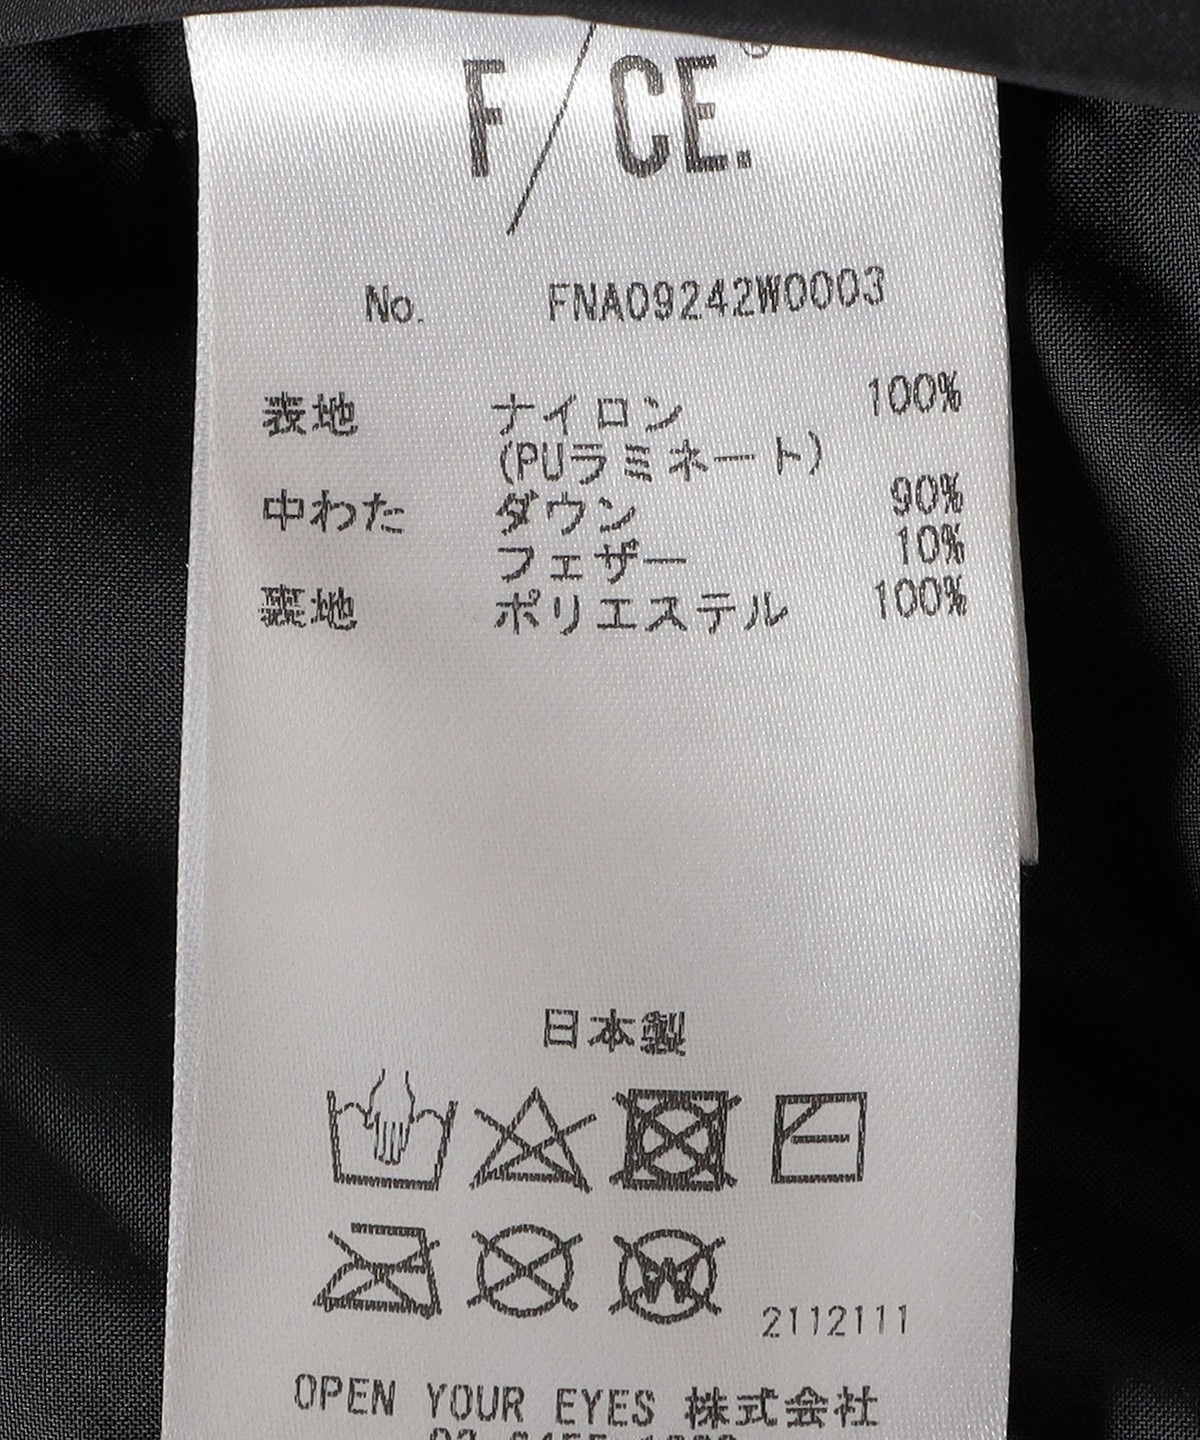 F/CE.®
No. FNA09242W0003
表地 ナイロン 100%
(PUラミネート)
中わた ダウン 90%
フェザー 10%
裏地 ポリエステル 100%
日本製
2112111
OPEN YOUR EYES 株式会社